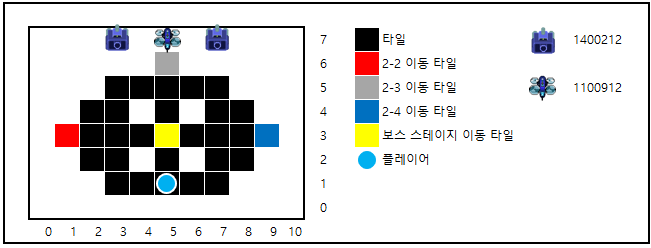 7 타일 1400212
6 2-2 이동 타일
5 2-3 이동 타일 1100912
4 2-4 이동 타일
3 보스 스테이지 이동 타일
2 플레이어
1
0
0 1 2 3 4 5 6 7 8 9 10